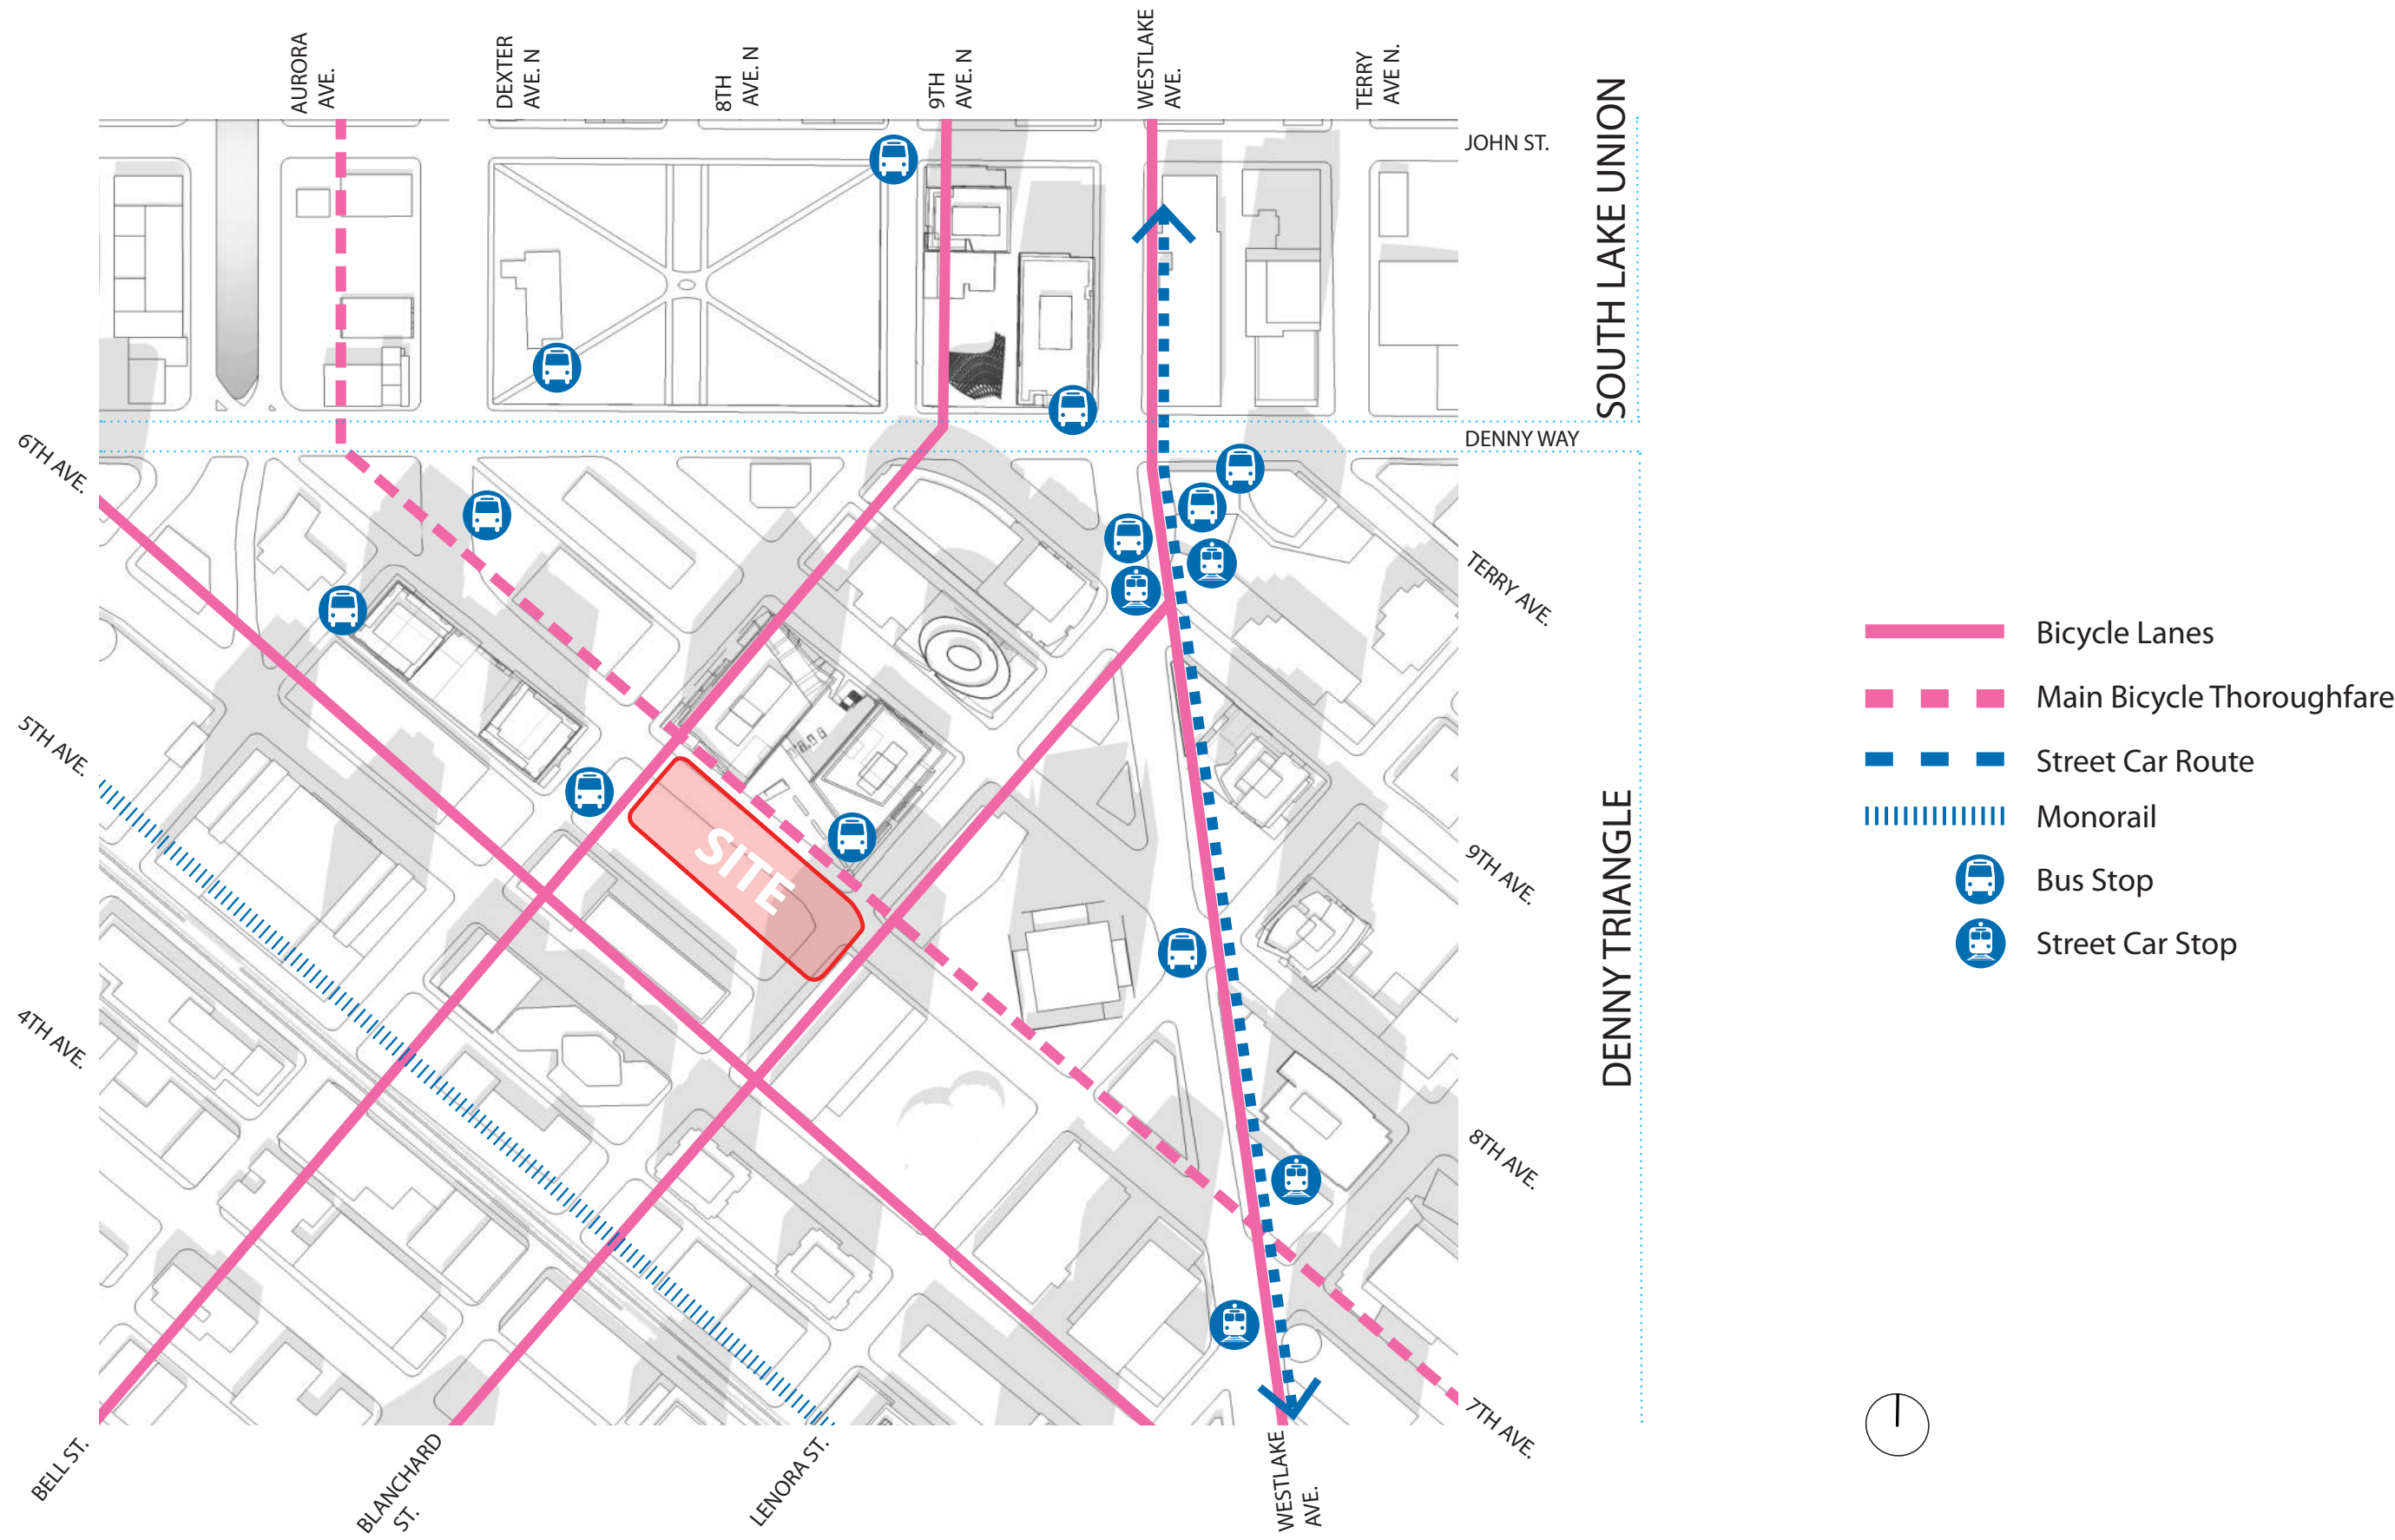 AURORA
AVE.
DEXTER
AVE. N
8TH
AVE. N
9TH
AVE. N
WESTLAKE
AVE.
TERRY
AVE N.
JOHN ST.
SOUTH LAKE UNION
DENNY WAY
6TH AVE.
TERRY AVE.
Bicycle Lanes
Main Bicycle Thoroughfare
Street Car Route
Monorail
Bus Stop
Street Car Stop
5TH AVE.
SITE
9TH AVE.
DENNY TRIANGLE
4TH AVE.
8TH AVE.
7TH AVE.
BELL ST.
BLANCHARD
ST.
LENORA ST.
WESTLAKE
AVE.